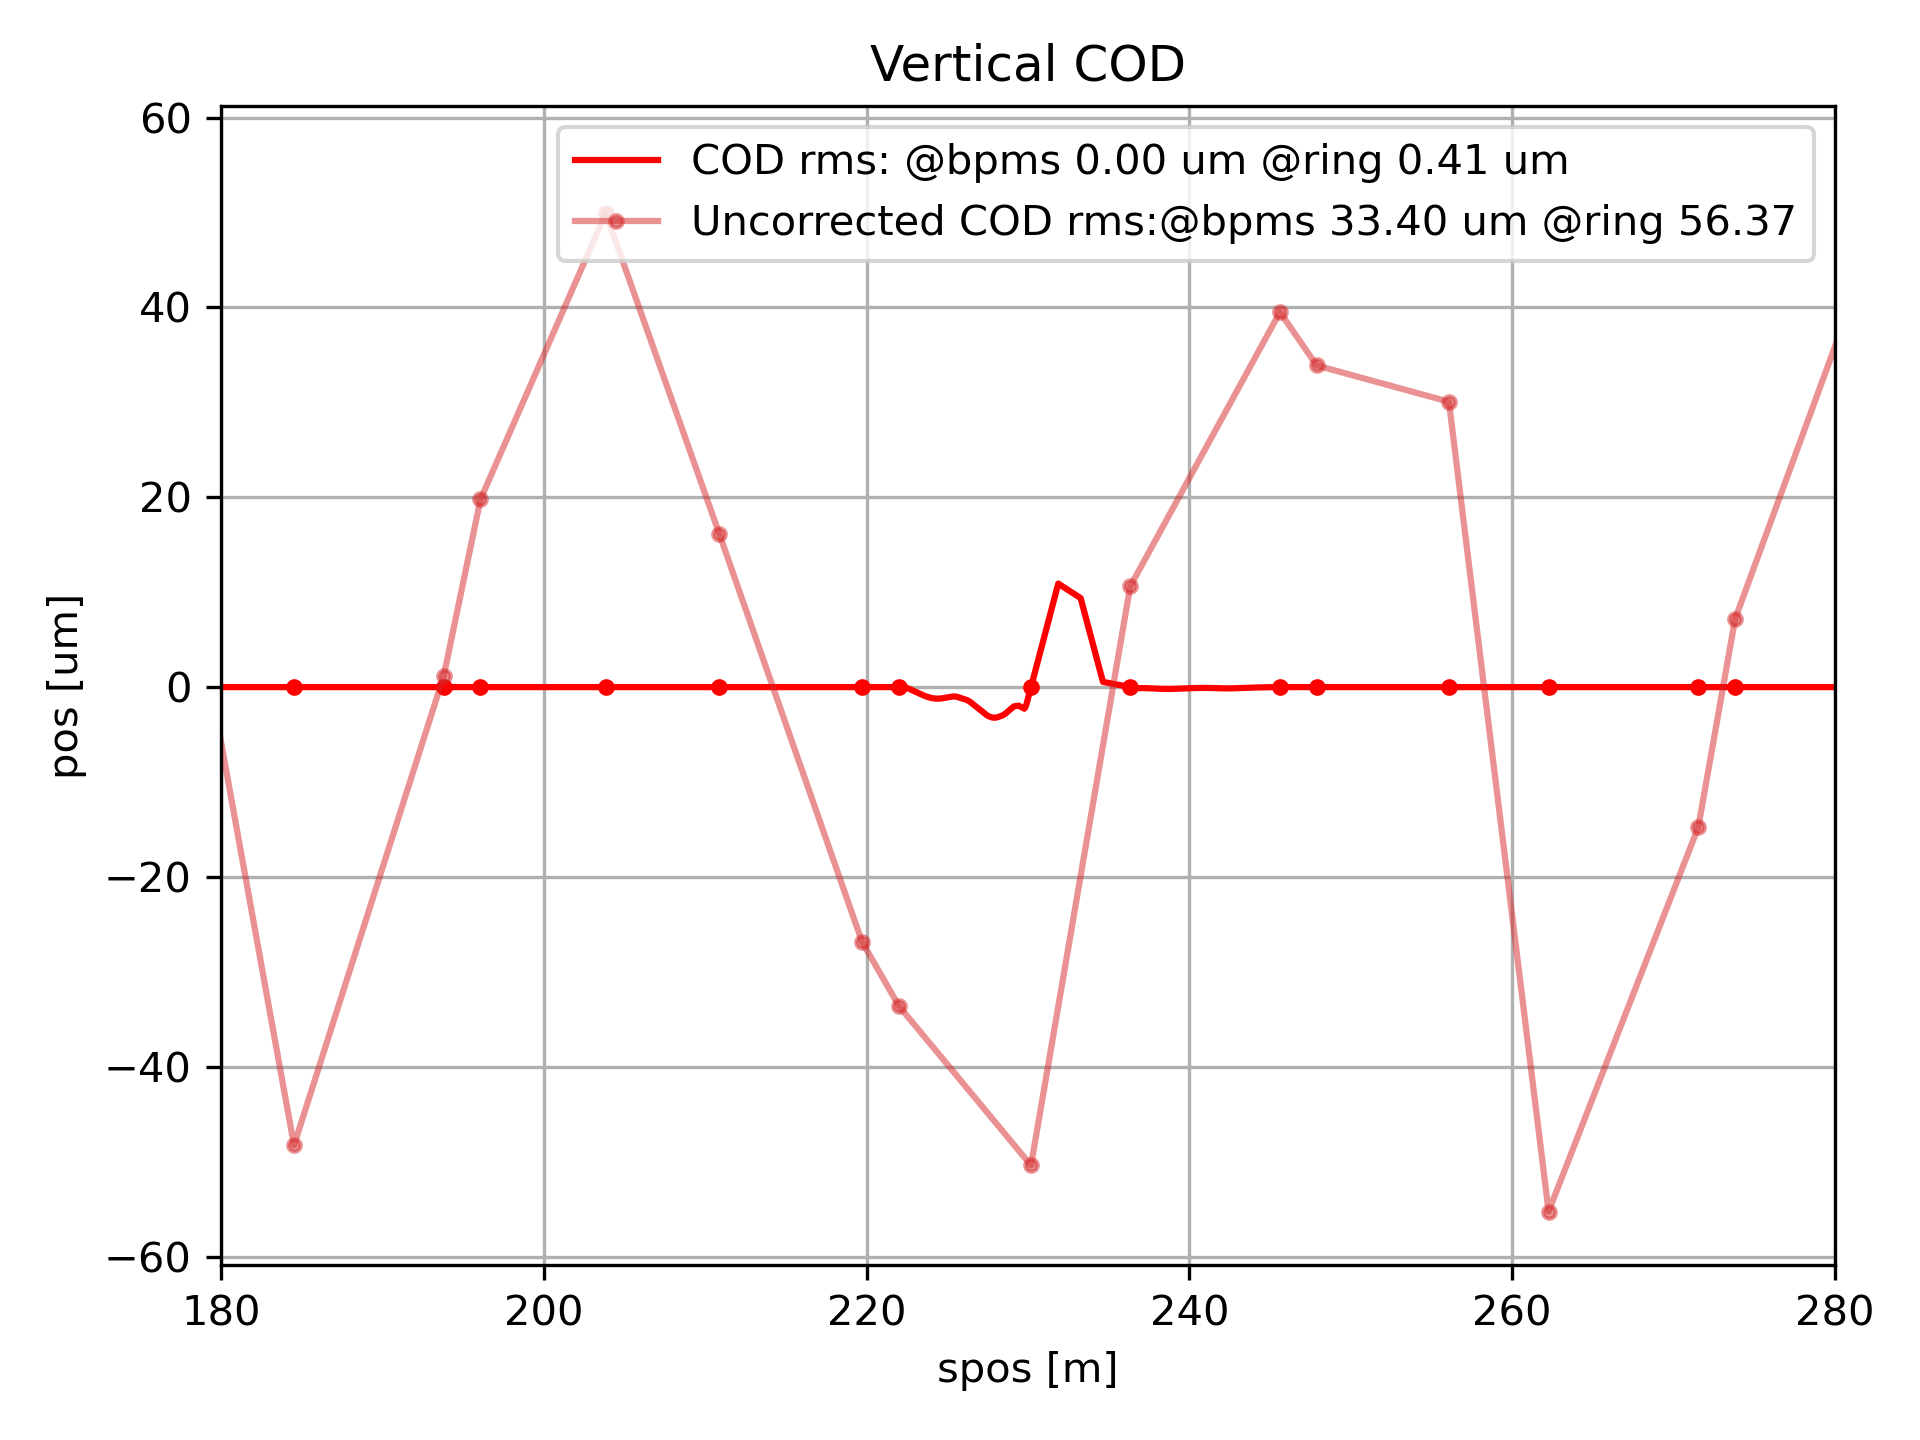 Vertical COD
COD rms: @bpms 0.00 um @ring 0.41 um
Uncorrected COD rms:@bpms 33.40 um @ring 56.37
60
40
20
0
−20
−40
−60
pos [um]
180 200 220 240 260 280
spos [m]